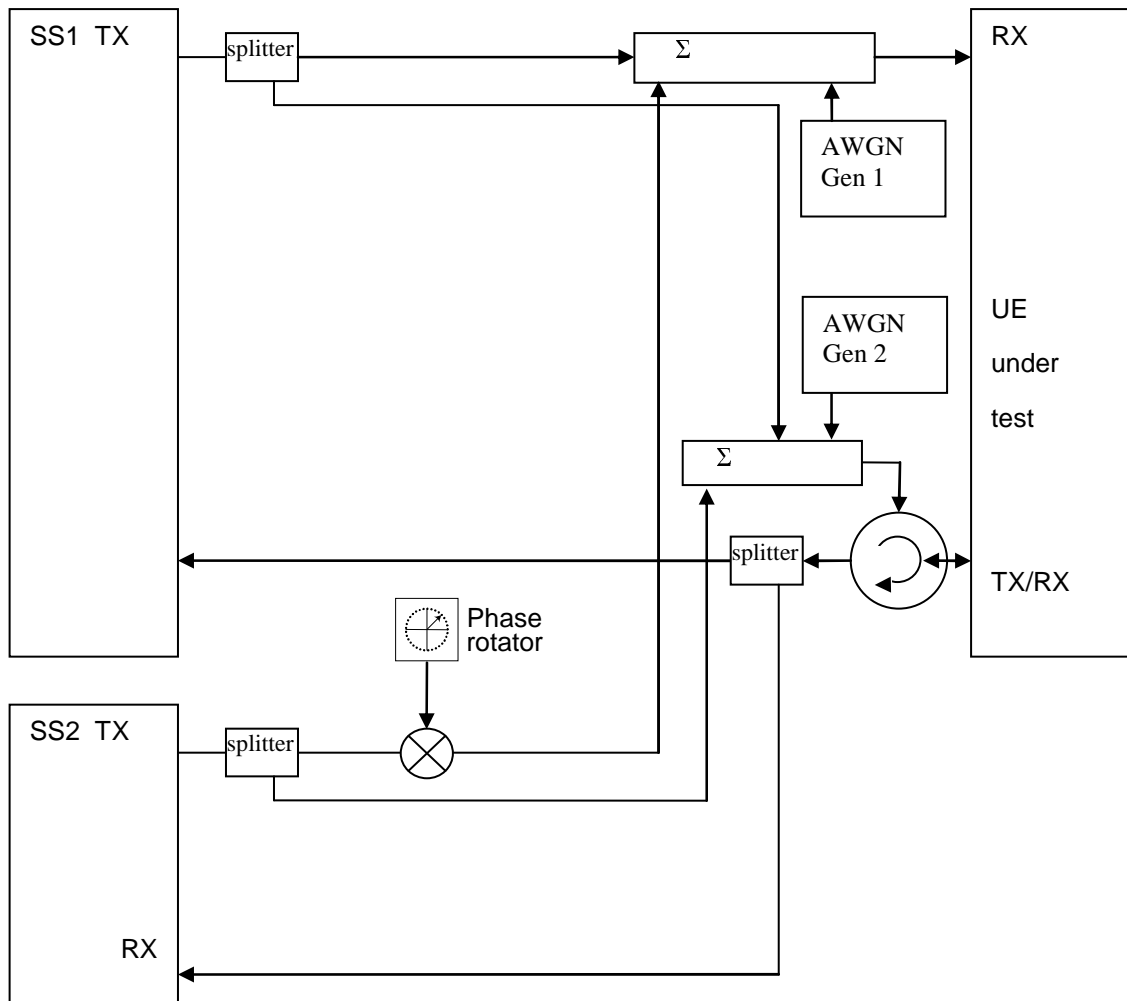 SS1 TX
splitter
Σ
RX
AWGN
Gen 1
AWGN
Gen 2
UE
under
test
Σ
splitter
TX/RX
Phase
rotator
SS2 TX
splitter
RX